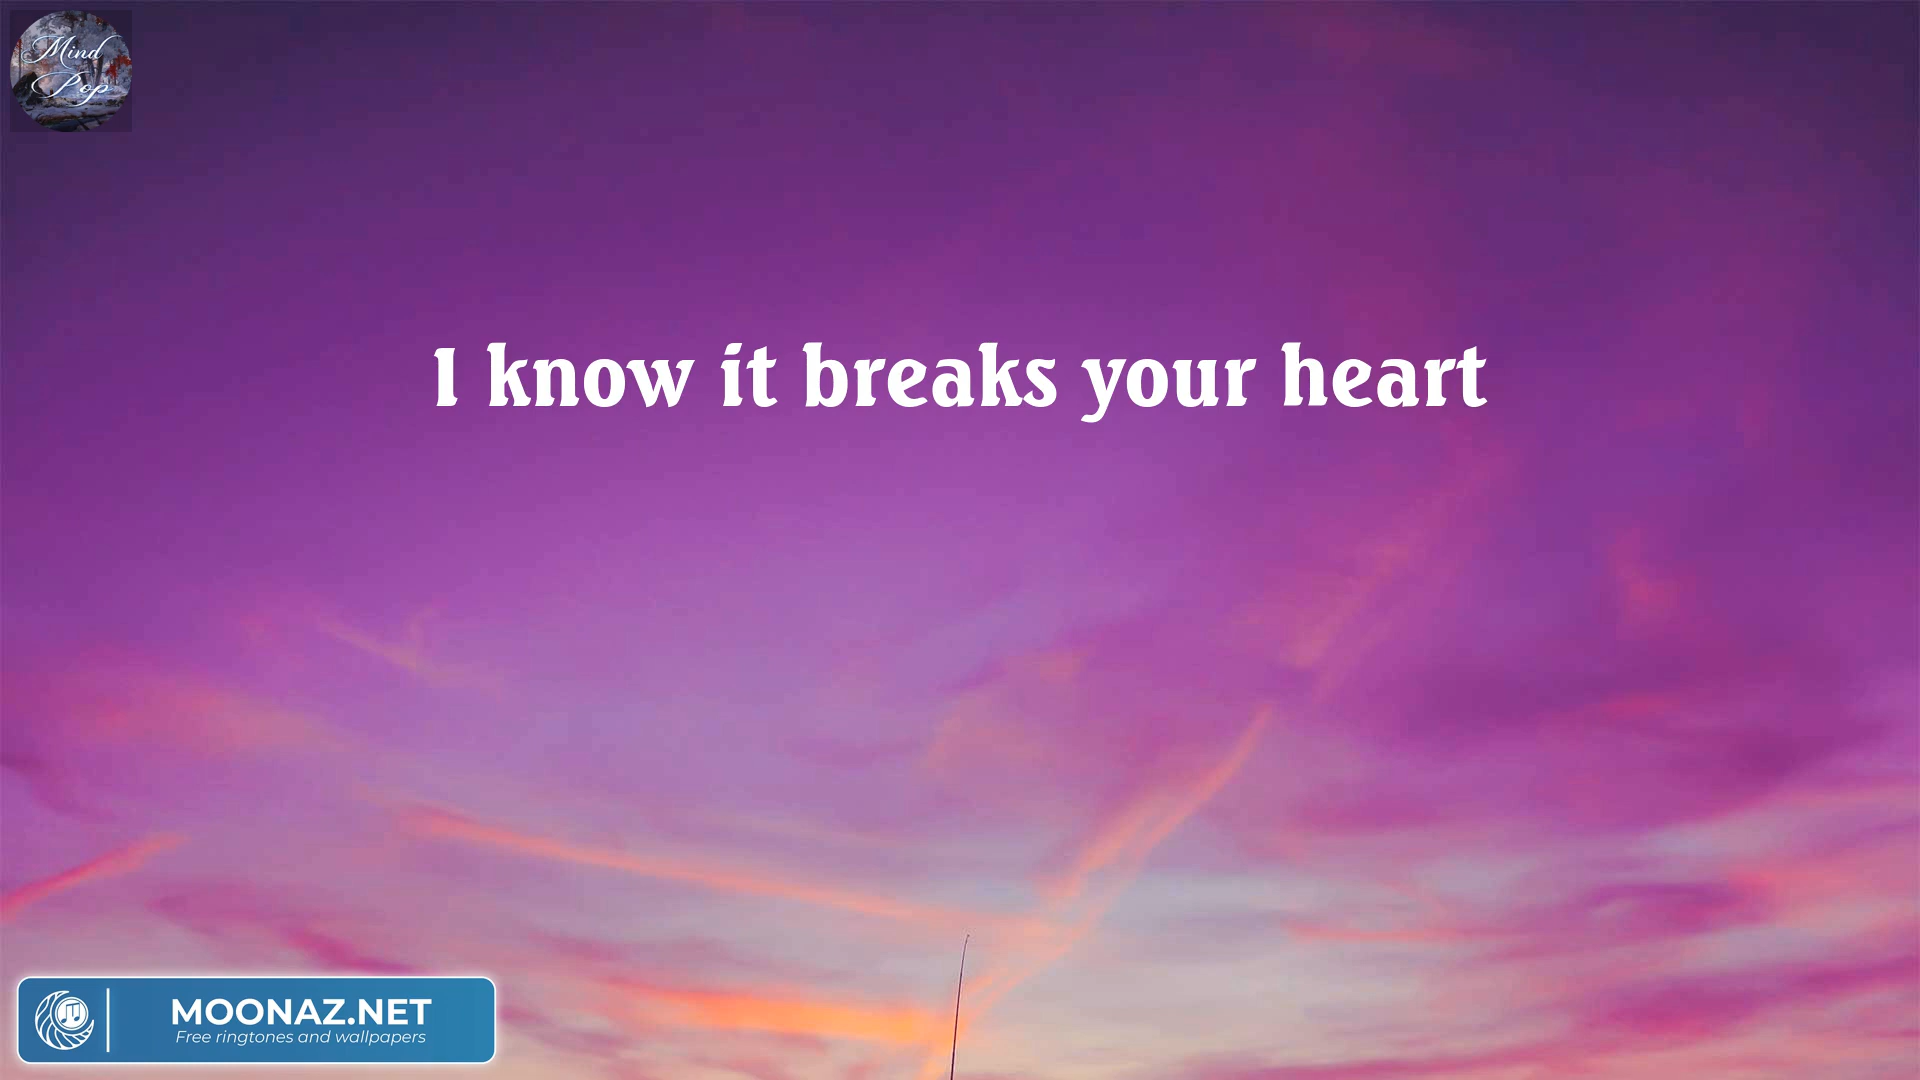 Mind
Pop
I know it breaks your heart
MOONAZ.NET
Free ringtones and wallpapers